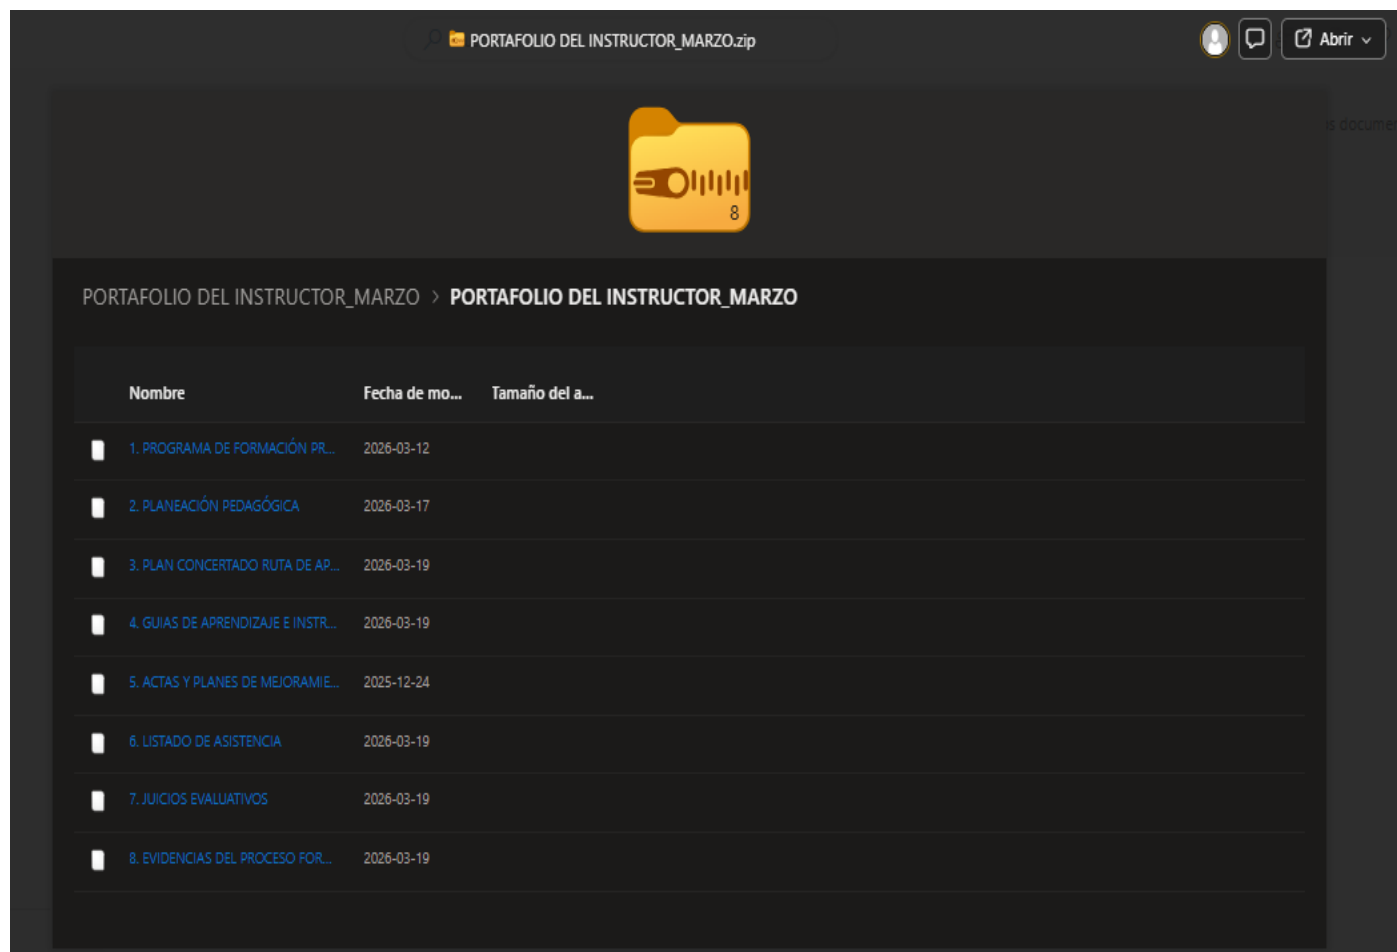 PORTAFOLIO DEL INSTRUCTOR_MARZO.zip
Abrir
s documen
8
PORTAFOLIO DEL INSTRUCTOR_MARZO > PORTAFOLIO DEL INSTRUCTOR_MARZO
Nombre Fecha de mo... Tamaño del a...
1. PROGRAMA DE FORMACIÓN PR... 2026-03-12
2. PLANEACIÓN PEDAGÓGICA 2026-03-17
3. PLAN CONCERTADO RUTA DE AP... 2026-03-19
4. GUIAS DE APRENDIZAJE E INSTR... 2026-03-19
5. ACTAS Y PLANES DE MEJORAMIE... 2025-12-24
6. LISTADO DE ASISTENCIA 2026-03-19
7. JUICIOS EVALUATIVOS 2026-03-19
8. EVIDENCIAS DEL PROCESO FOR... 2026-03-19